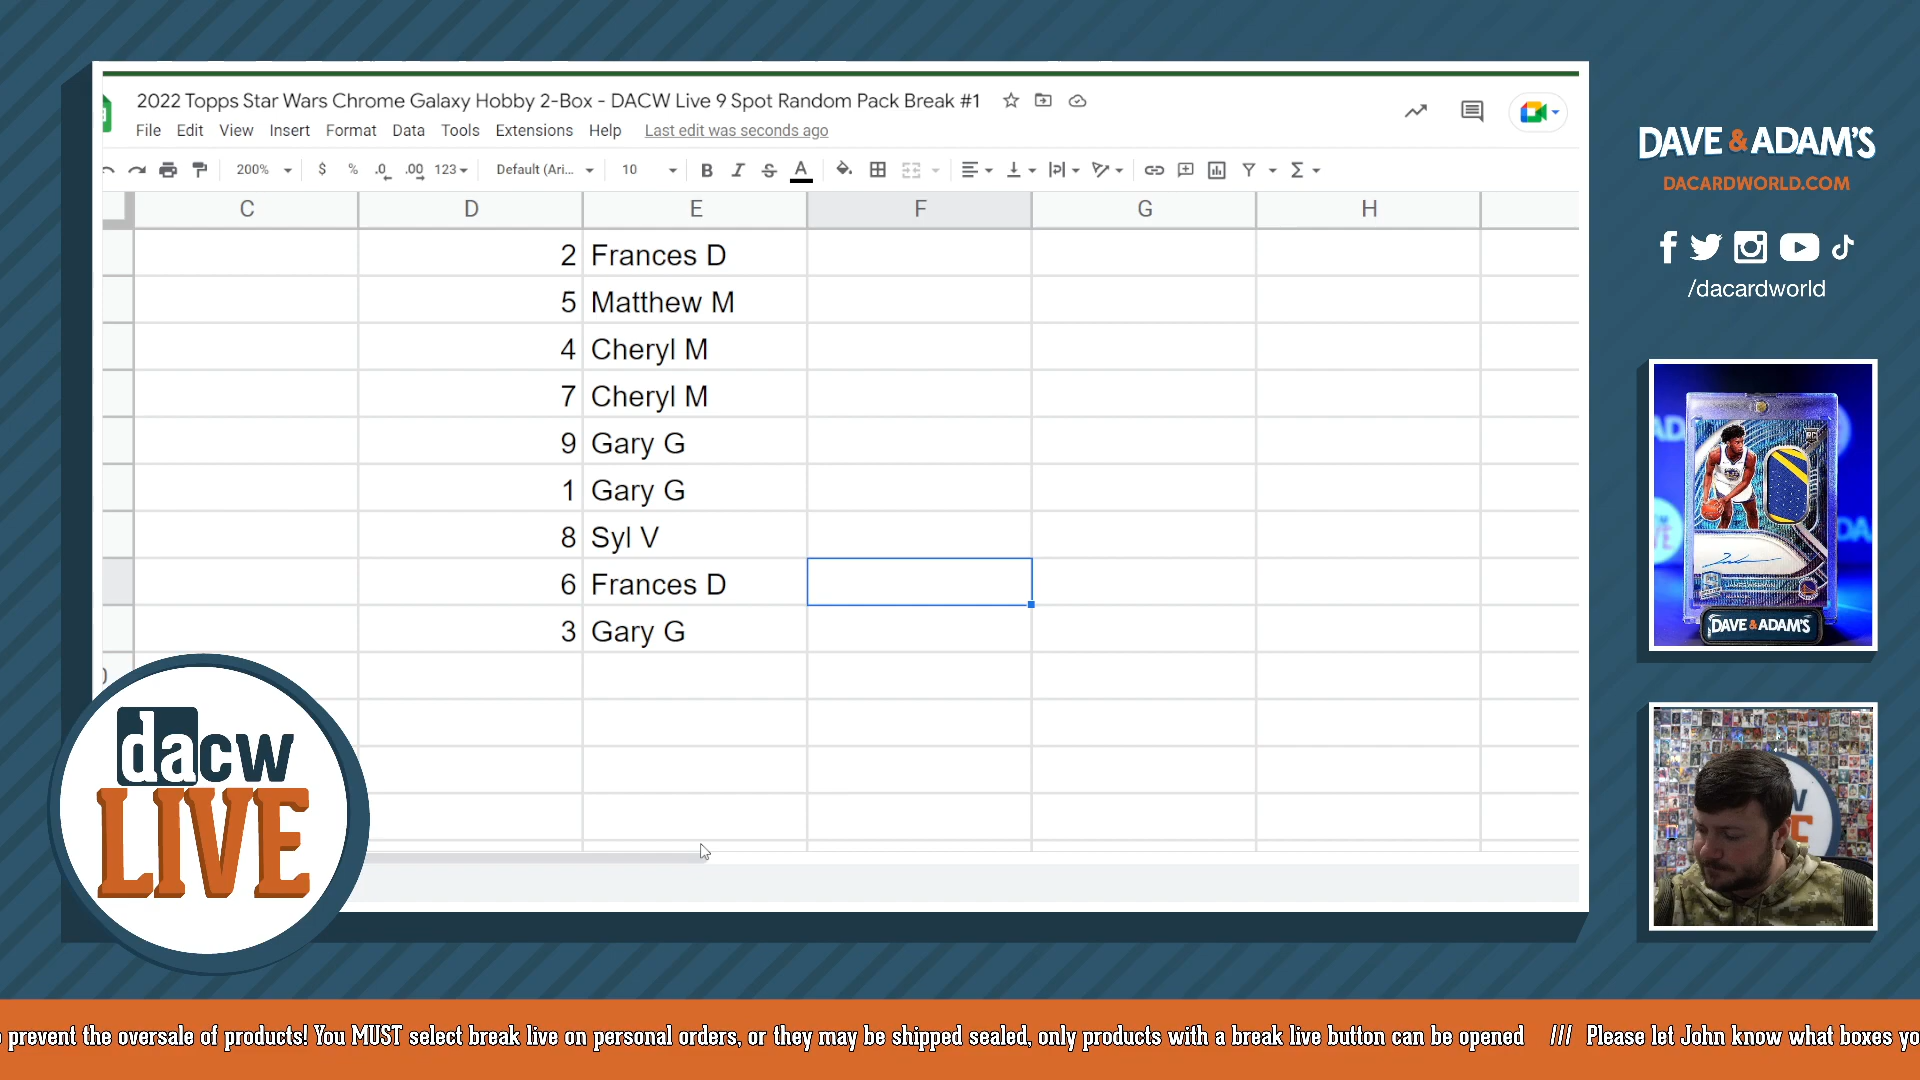 2022 Topps Star Wars Chrome Galaxy Hobby 2-Box - DACW Live 9 Spot Random Pack Break #1
File Edit View Insert Format Data Tools Extensions Help Last edit was seconds ago
200% $ % .0 .00 123 Default (Ari... 10 B I S A Σ
C D E F G H
2 Frances D
5 Matthew M
4 Cheryl M
7 Cheryl M
9 Gary G
1 Gary G
8 Syl V
6 Frances D
3 Gary G
dacw
LIVE
DAVE & ADAM'S
DACARDWORLD.COM
/dacardworld
DAVE & ADAM'S
prevent the oversale of products! You MUST select break live on personal orders, or they may be shipped sealed, only products with a break live button can be opened /// Please let John know what boxes yo